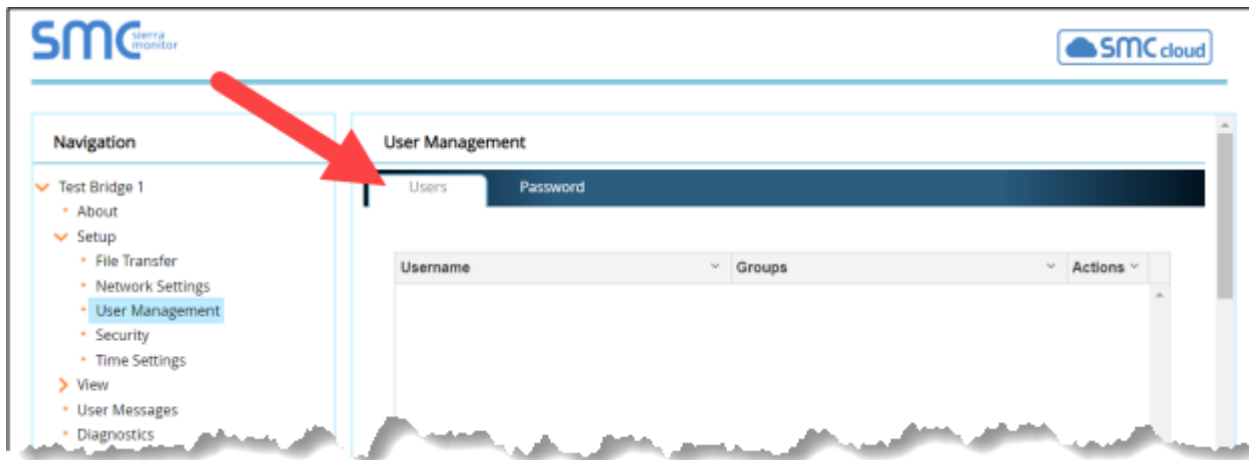 SMC sierra monitor
SMC cloud
Navigation
Test Bridge 1
About
Setup
File Transfer
Network Settings
User Management
Security
Time Settings
View
User Messages
Diagnostics
User Management
Users Password
Username Groups Actions